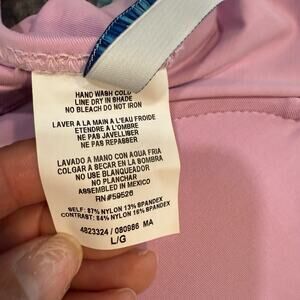 HAND WASH COLD
LINE DRY IN SHADE
NO BLEACH DO NOT IRON
LAVER A LA MAIN A L'EAU FROIDE
ETENDRE A L'OMBRE
NE PAS JAVELLISER
NE PAS REPASSER
LAVADO A MANO CON AGUA FRIA
COLGAR A SECAR EN LA SOMBRA
NO USAR BLANQUEADOR
NO PLANCHAR
ASSEMBLED IN MEXICO
RN#59526
SELF: 87% NYLON 13% SPANDEX
CONTRAST: 84% NYLON 16% SPANDEX
4823324 / 080986 MA
L/G